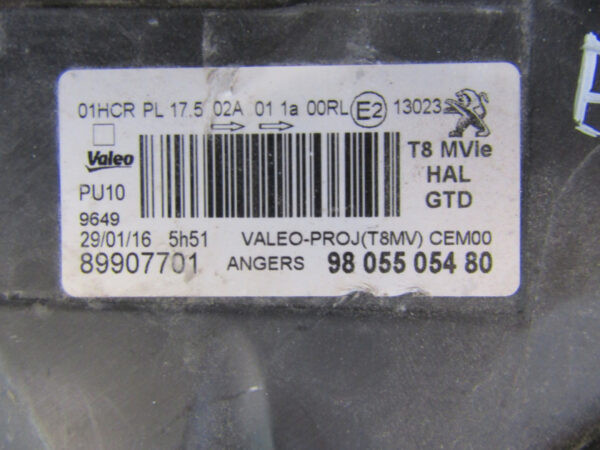 01HCR PL 17.5 02A 01 1a 00RL E2 13023
Valeo
T8 MVIe
PU10
HAL
9649
GTD
29/01/16 5h51 VALEO-PROJ(T8MV) CEM00
89907701 ANGERS 98 055 054 80